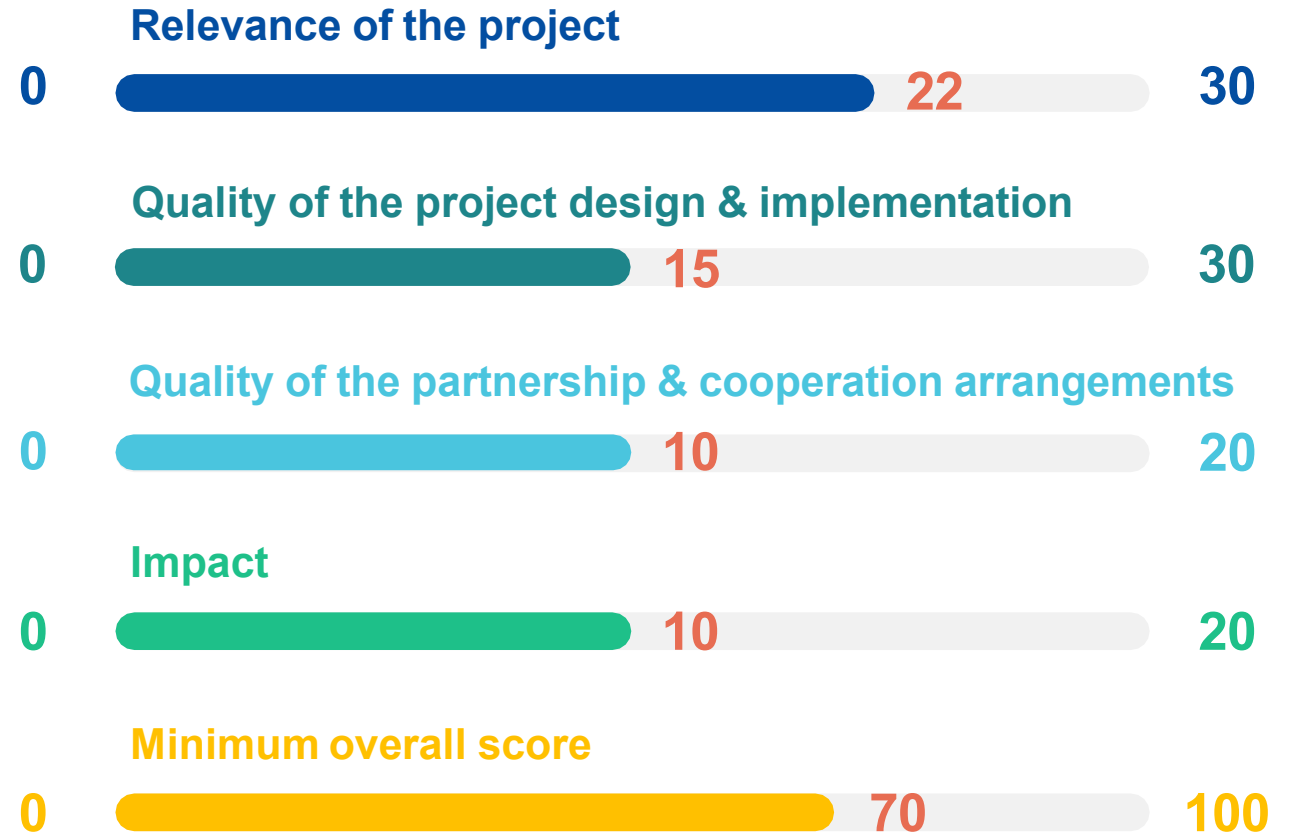 Relevance of the project
0 22 30
Quality of the project design & implementation
0 15 30
Quality of the partnership & cooperation arrangements
0 10 20
Impact
0 10 20
Minimum overall score
0 70 100